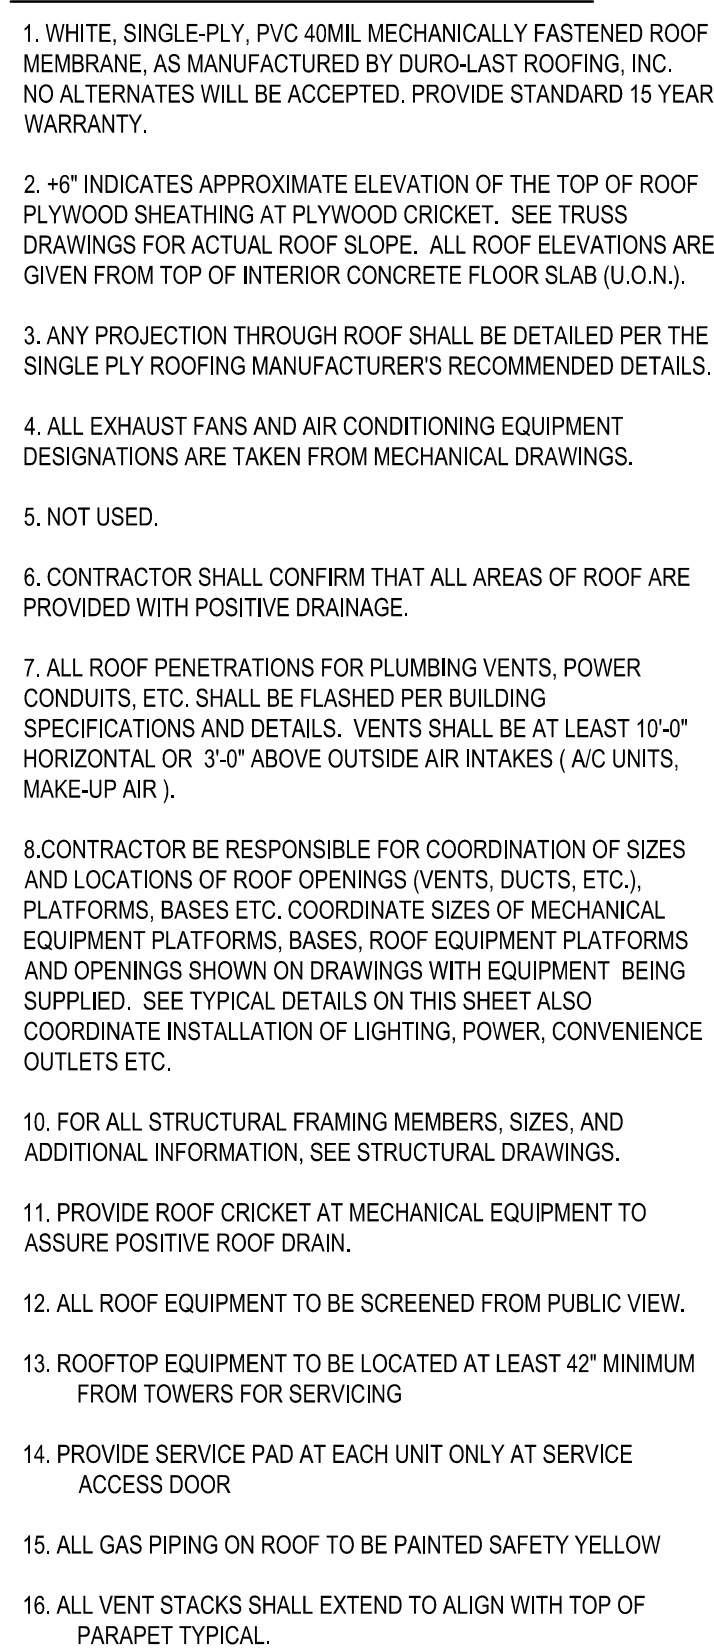 1. WHITE, SINGLE-PLY, PVC 40MIL MECHANICALLY FASTENED ROOF
MEMBRANE, AS MANUFACTURED BY DURO-LAST ROOFING, INC.
NO ALTERNATES WILL BE ACCEPTED. PROVIDE STANDARD 15 YEAR
WARRANTY.
2. +6" INDICATES APPROXIMATE ELEVATION OF THE TOP OF ROOF
PLYWOOD SHEATHING AT PLYWOOD CRICKET. SEE TRUSS
DRAWINGS FOR ACTUAL ROOF SLOPE. ALL ROOF ELEVATIONS ARE
GIVEN FROM TOP OF INTERIOR CONCRETE FLOOR SLAB (U.O.N.).
3. ANY PROJECTION THROUGH ROOF SHALL BE DETAILED PER THE
SINGLE PLY ROOFING MANUFACTURER'S RECOMMENDED DETAILS.
4. ALL EXHAUST FANS AND AIR CONDITIONING EQUIPMENT
DESIGNATIONS ARE TAKEN FROM MECHANICAL DRAWINGS.
5. NOT USED.
6. CONTRACTOR SHALL CONFIRM THAT ALL AREAS OF ROOF ARE
PROVIDED WITH POSITIVE DRAINAGE.
7. ALL ROOF PENETRATIONS FOR PLUMBING VENTS, POWER
CONDUITS, ETC. SHALL BE FLASHED PER BUILDING
SPECIFICATIONS AND DETAILS. VENTS SHALL BE AT LEAST 10'-0"
HORIZONTAL OR 3'-0" ABOVE OUTSIDE AIR INTAKES ( A/C UNITS,
MAKE-UP AIR ).
8.CONTRACTOR BE RESPONSIBLE FOR COORDINATION OF SIZES
AND LOCATIONS OF ROOF OPENINGS (VENTS, DUCTS, ETC.),
PLATFORMS, BASES ETC. COORDINATE SIZES OF MECHANICAL
EQUIPMENT PLATFORMS, BASES, ROOF EQUIPMENT PLATFORMS
AND OPENINGS SHOWN ON DRAWINGS WITH EQUIPMENT BEING
SUPPLIED. SEE TYPICAL DETAILS ON THIS SHEET ALSO
COORDINATE INSTALLATION OF LIGHTING, POWER, CONVENIENCE
OUTLETS ETC.
10. FOR ALL STRUCTURAL FRAMING MEMBERS, SIZES, AND
ADDITIONAL INFORMATION, SEE STRUCTURAL DRAWINGS.
11. PROVIDE ROOF CRICKET AT MECHANICAL EQUIPMENT TO
ASSURE POSITIVE ROOF DRAIN.
12. ALL ROOF EQUIPMENT TO BE SCREENED FROM PUBLIC VIEW.
13. ROOFTOP EQUIPMENT TO BE LOCATED AT LEAST 42" MINIMUM
FROM TOWERS FOR SERVICING
14. PROVIDE SERVICE PAD AT EACH UNIT ONLY AT SERVICE
ACCESS DOOR
15. ALL GAS PIPING ON ROOF TO BE PAINTED SAFETY YELLOW
16. ALL VENT STACKS SHALL EXTEND TO ALIGN WITH TOP OF
PARAPET TYPICAL.